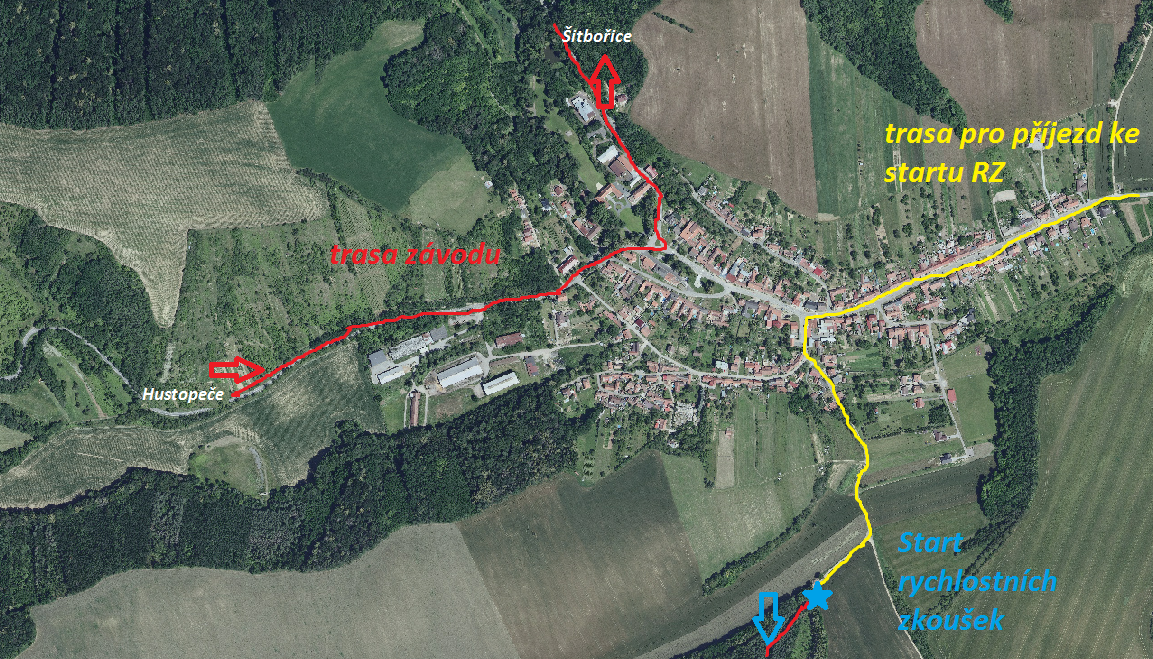 Šitbořice
trasa pro příjezd ke
startu RZ
trasa závodu
Hustopeče
Start
rychlostních
zkoušek